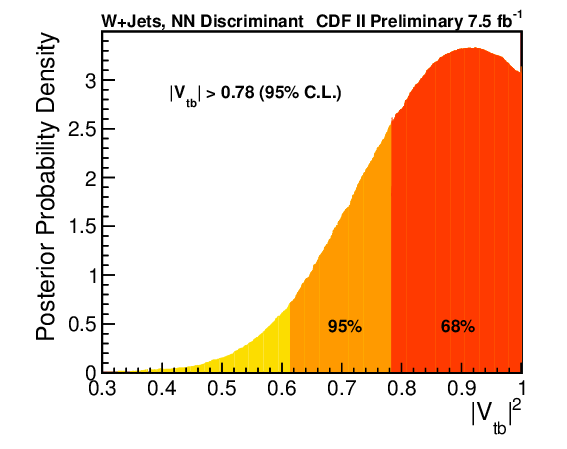 W+Jets, NN Discriminant CDF II Preliminary 7.5 fb⁻¹
Posterior Probability Density
|V_tb| > 0.78 (95% C.L.)
3
2.5
2
1.5
1
0.5
0
95%
68%
0.3 0.4 0.5 0.6 0.7 0.8 0.9 1
|V_tb|²